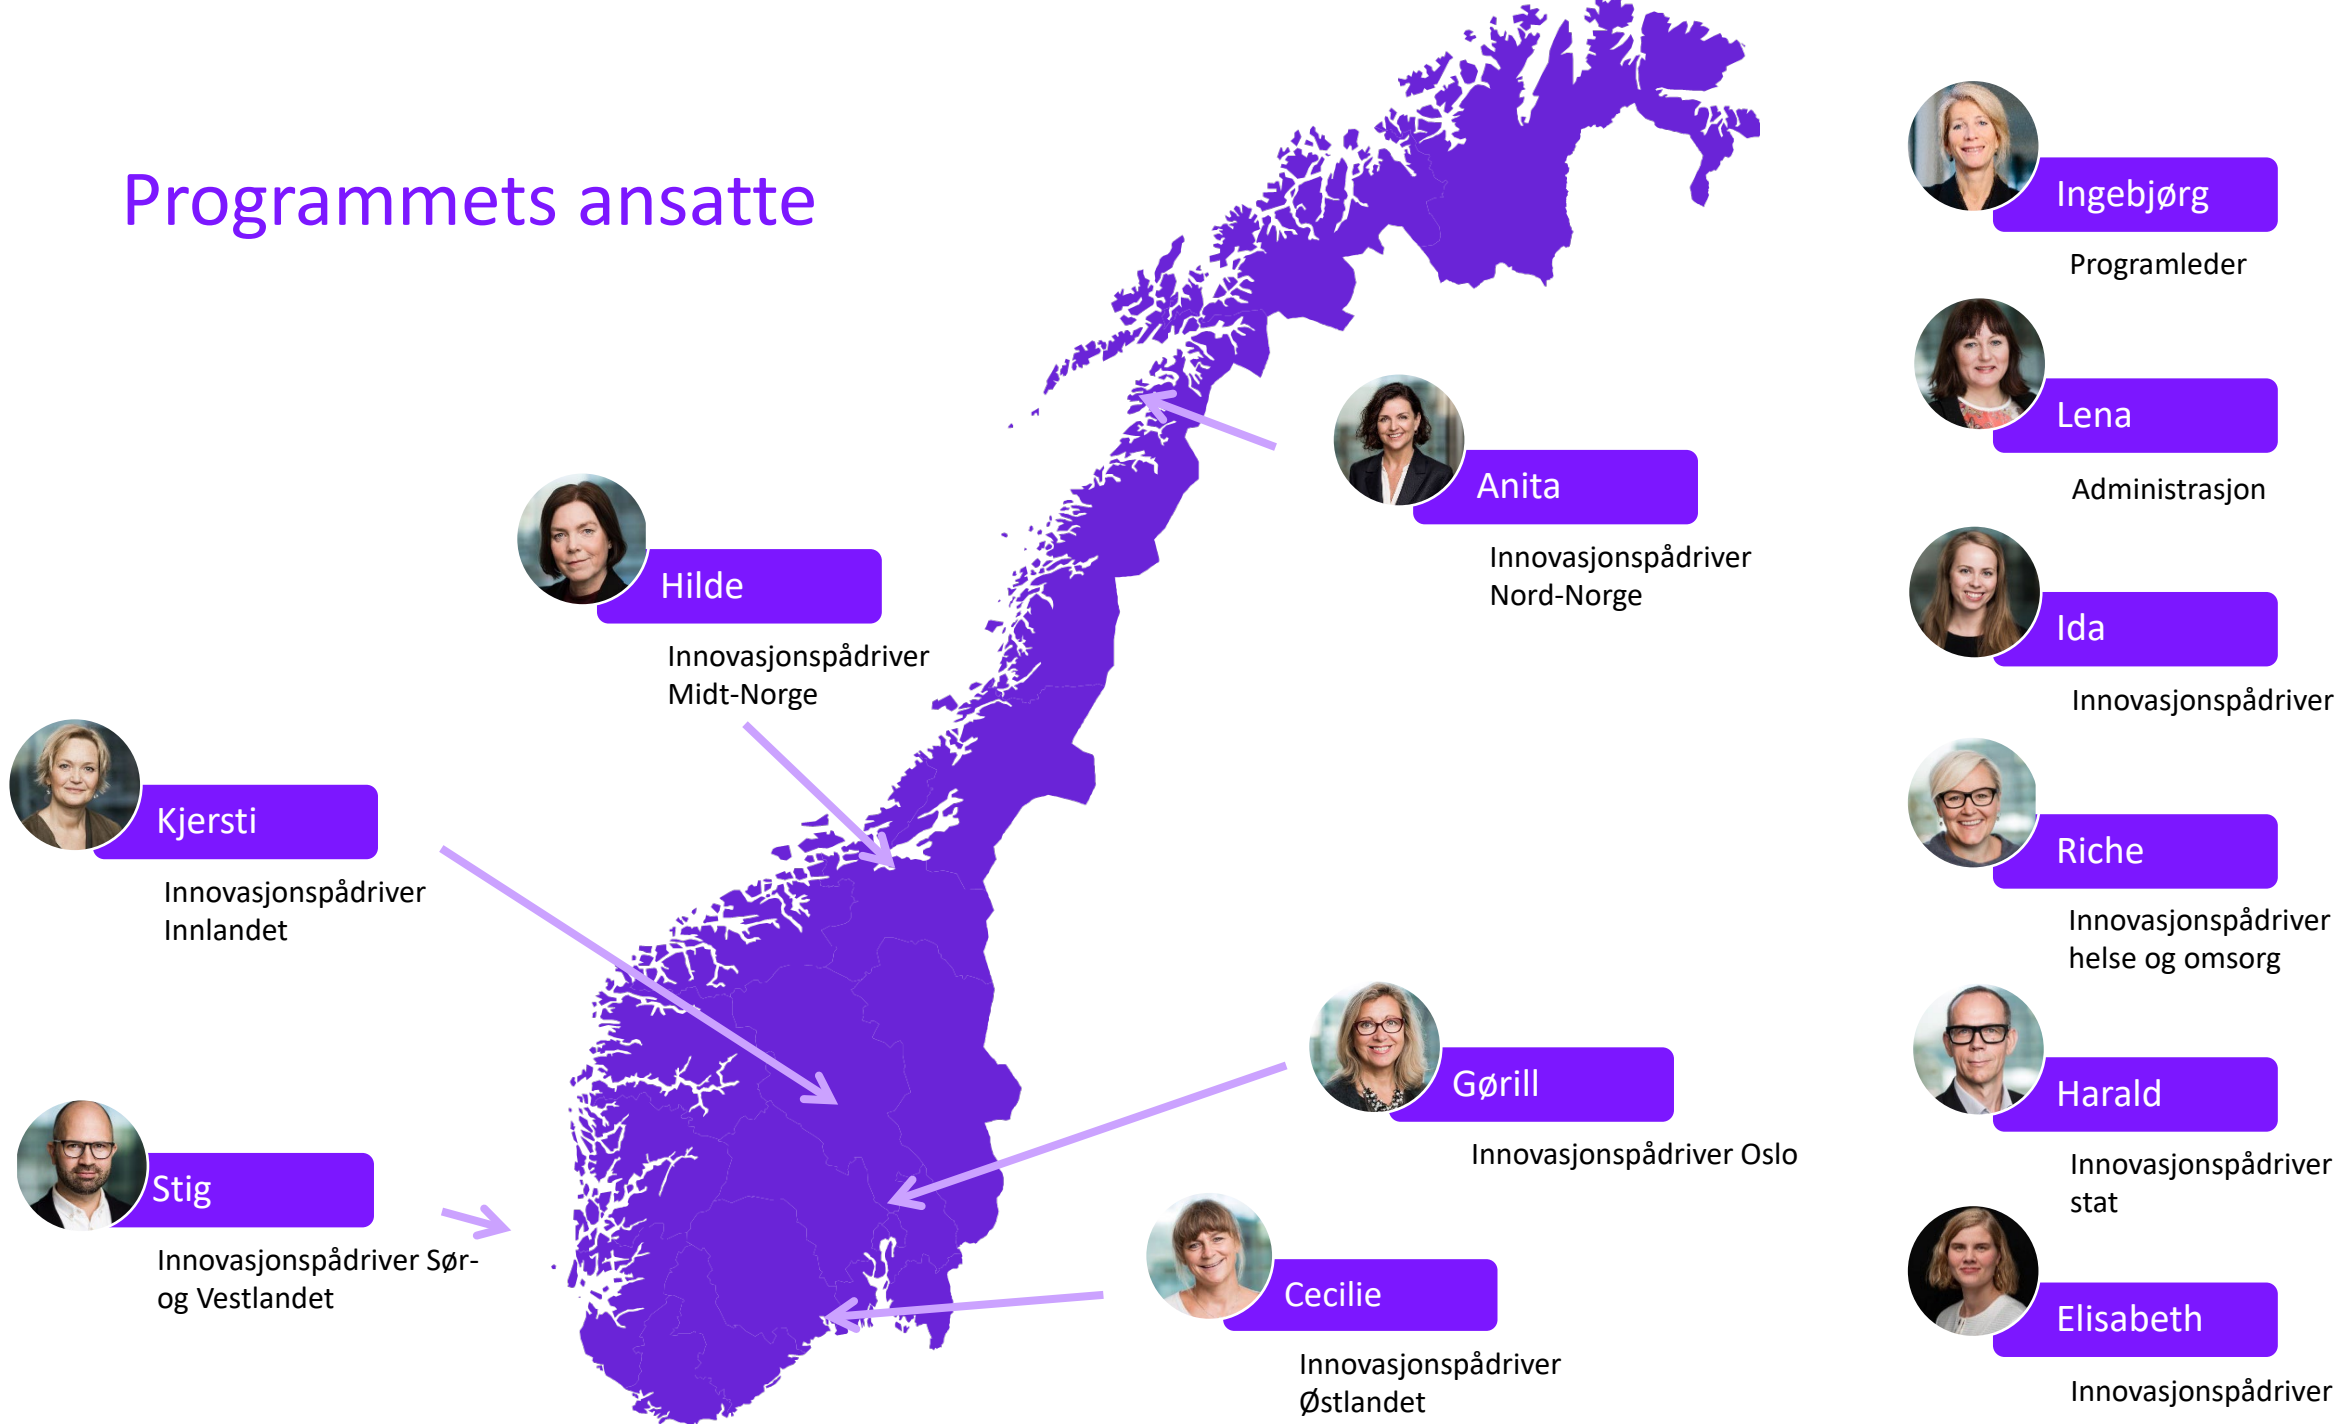 Programmets ansatte
Ingebjørg
Programleder
Lena
Administrasjon
Anita
Innovasjonspådriver
Nord-Norge
Hilde
Innovasjonspådriver
Midt-Norge
Ida
Innovasjonspådriver
Kjersti
Innovasjonspådriver
Innlandet
Riche
Innovasjonspådriver
helse og omsorg
Gørill
Innovasjonspådriver Oslo
Harald
Innovasjonspådriver
stat
Stig
Innovasjonspådriver Sør-
og Vestlandet
Cecilie
Innovasjonspådriver
Østlandet
Elisabeth
Innovasjonspådriver